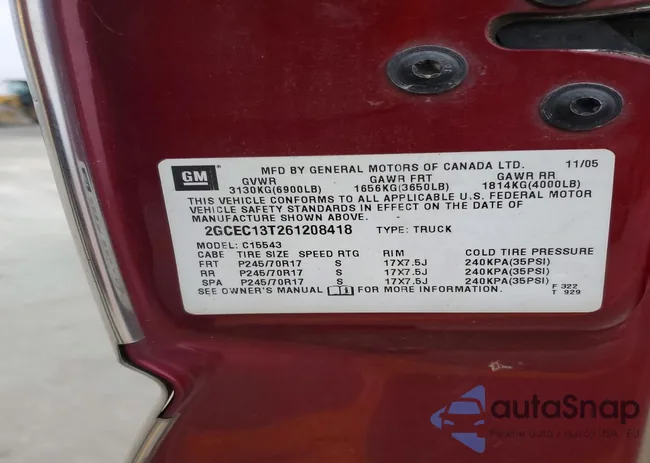 GM
MFD BY GENERAL MOTORS OF CANADA LTD. 11/05
GVWR GAWR FRT GAWR RR
3130KG(6900LB) 1656KG(3650LB) 1814KG(4000LB)
THIS VEHICLE CONFORMS TO ALL APPLICABLE U.S. FEDERAL MOTOR
VEHICLE SAFETY STANDARDS IN EFFECT ON THE DATE OF
MANUFACTURE SHOWN ABOVE.
2GCEC13T261208418 TYPE: TRUCK
MODEL: C15543
CABE TIRE SIZE SPEED RTG RIM COLD TIRE PRESSURE
FRT P245/70R17 S 17X7.5J 240KPA(35PSI)
RR P245/70R17 S 17X7.5J 240KPA(35PSI)
SPA P245/70R17 S 17X7.5J 240KPA(35PSI)
SEE OWNER'S MANUAL FOR MORE INFORMATION.
F 322
T 929
autoSnap